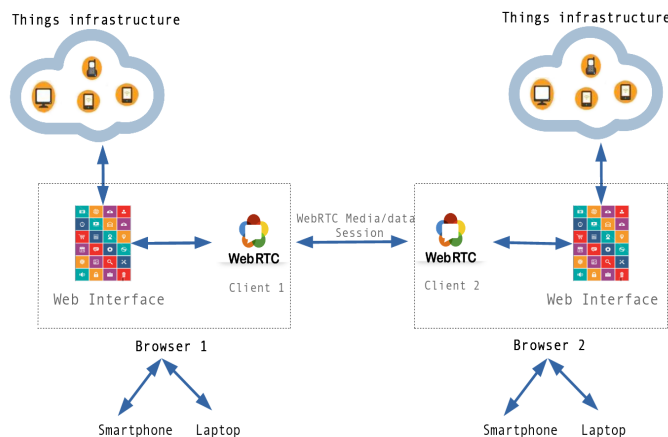 Things infrastructure
Things infrastructure
WebRTC Media/data
Session
WebRTC
WebRTC
Client 1
Client 2
Web Interface
Web Interface
Browser 1
Browser 2
Smartphone
Laptop
Smartphone
Laptop